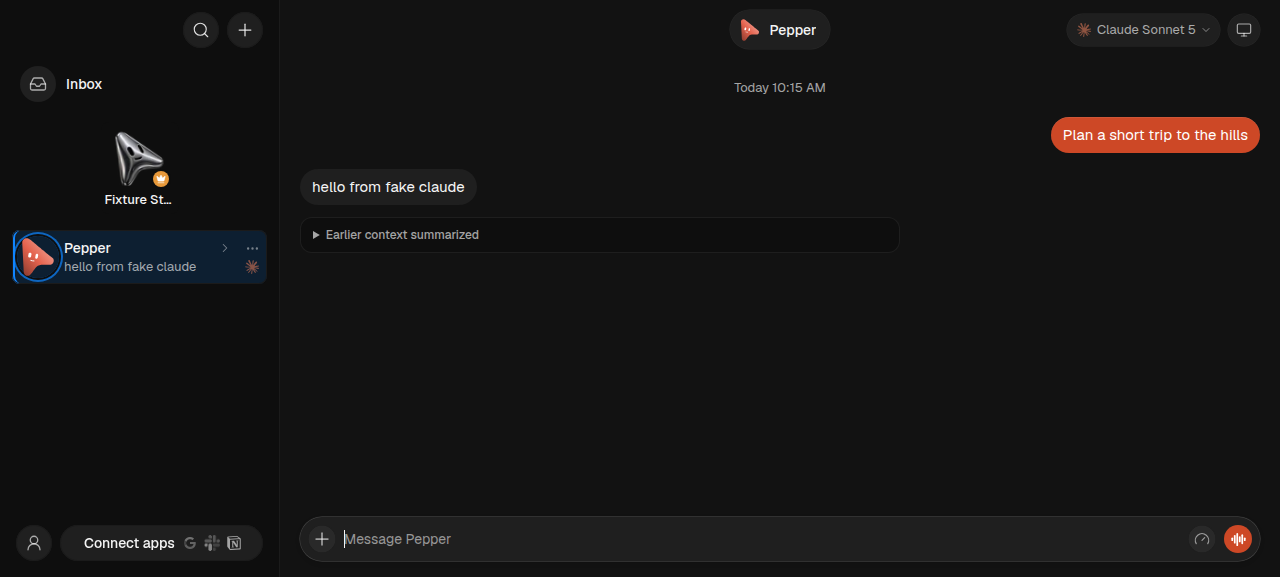 Inbox
Fixture St...
Pepper
hello from fake claude
Connect apps
Pepper
Claude Sonnet 5
Today 10:15 AM
Plan a short trip to the hills
hello from fake claude
Earlier context summarized
Message Pepper